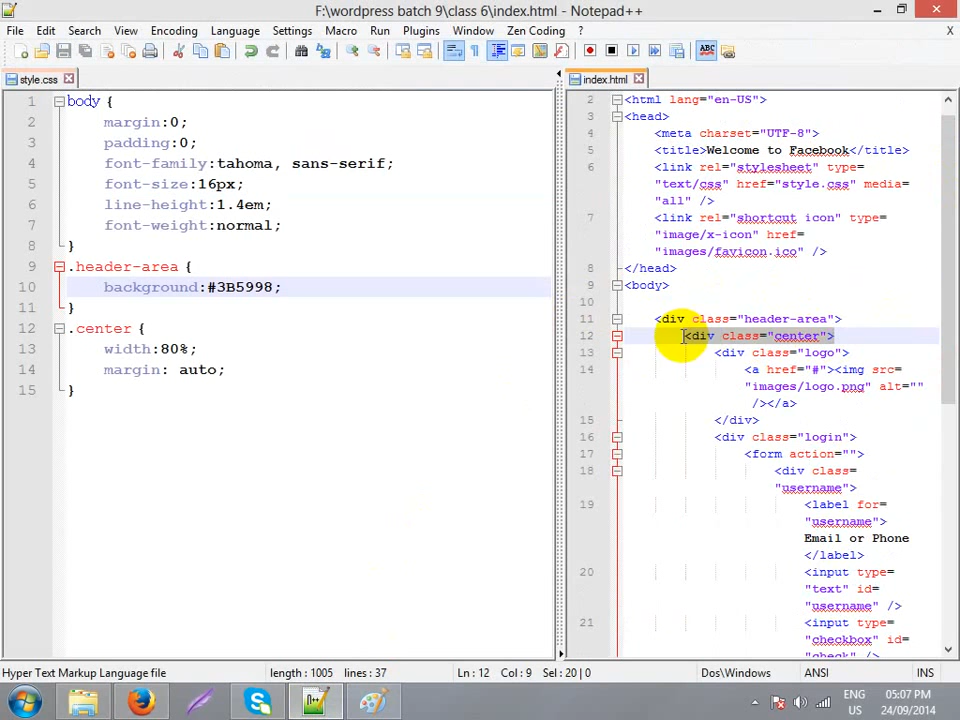 F:\wordpress batch 9\class 6\index.html - Notepad++
File Edit Search View Encoding Language Settings Macro Run Plugins Window Zen Coding ? X
style.css
index.html
1 body {
2 margin:0;
3 padding:0;
4 font-family:tahoma, sans-serif;
5 font-size:16px;
6 line-height:1.4em;
7 font-weight:normal;
8 }
9 .header-area {
10 background:#3B5998;
11 }
12 .center {
13 width:80%;
14 margin: auto;
15 }
2 <html lang="en-US">
3 <head>
4 <meta charset="UTF-8">
5 <title>Welcome to Facebook</title>
6 <link rel="stylesheet" type=
"text/css" href="style.css" media=
"all" />
7 <link rel="shortcut icon" type=
"image/x-icon" href=
"images/favicon.ico" />
8 </head>
9 <body>
10
11 <div class="header-area">
12 <div class="center">
13 <div class="logo">
14 <a href="#"><img src=
"images/logo.png" alt=""
/></a>
15 </div>
16 <div class="login">
17 <form action="">
18 <div class=
"username">
19 <label for=
"username">
Email or Phone
</label>
20 <input type=
"text" id=
"username" />
21 <input type=
"checkbox" id=
"check" />
Hyper Text Markup Language file length : 1005 lines : 37 Ln : 12 Col : 9 Sel : 20 | 0 Dos\Windows ANSI INS
ENG
US
05:07 PM
24/09/2014